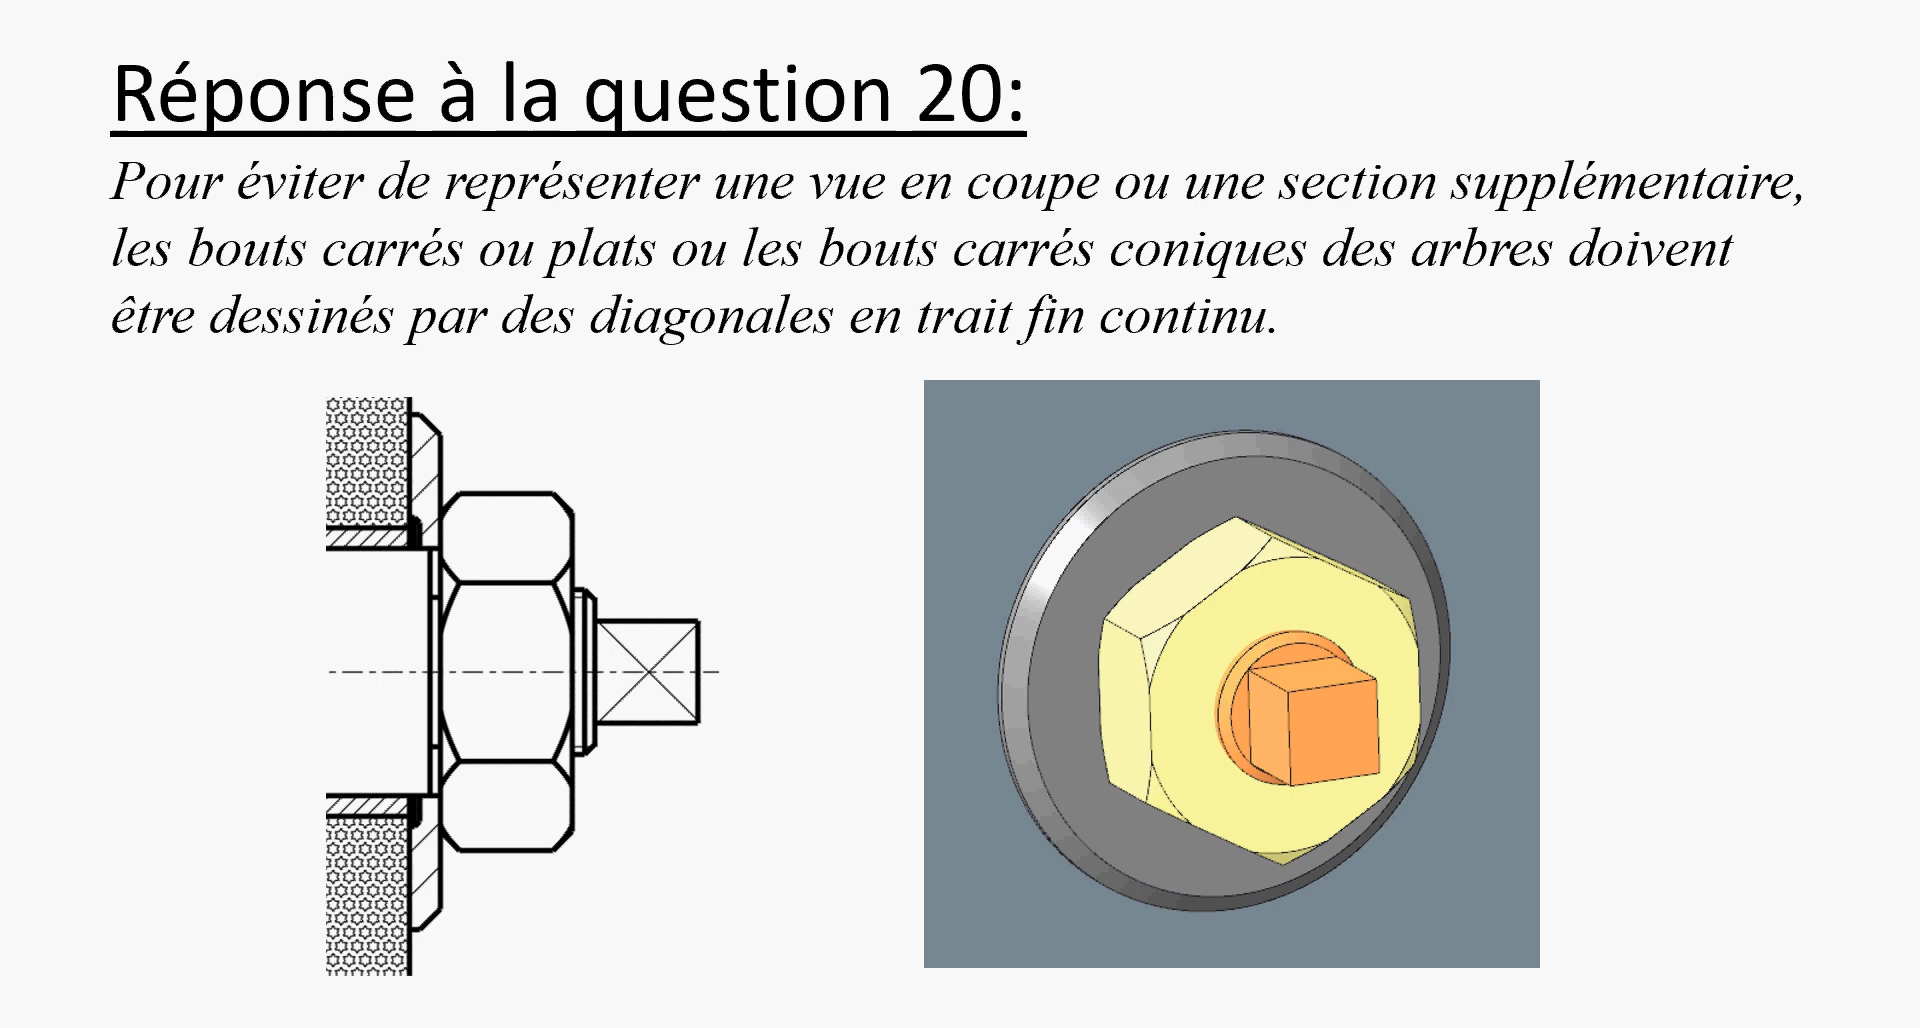 Réponse à la question 20:
Pour éviter de représenter une vue en coupe ou une section supplémentaire,
les bouts carrés ou plats ou les bouts carrés coniques des arbres doivent
être dessinés par des diagonales en trait fin continu.